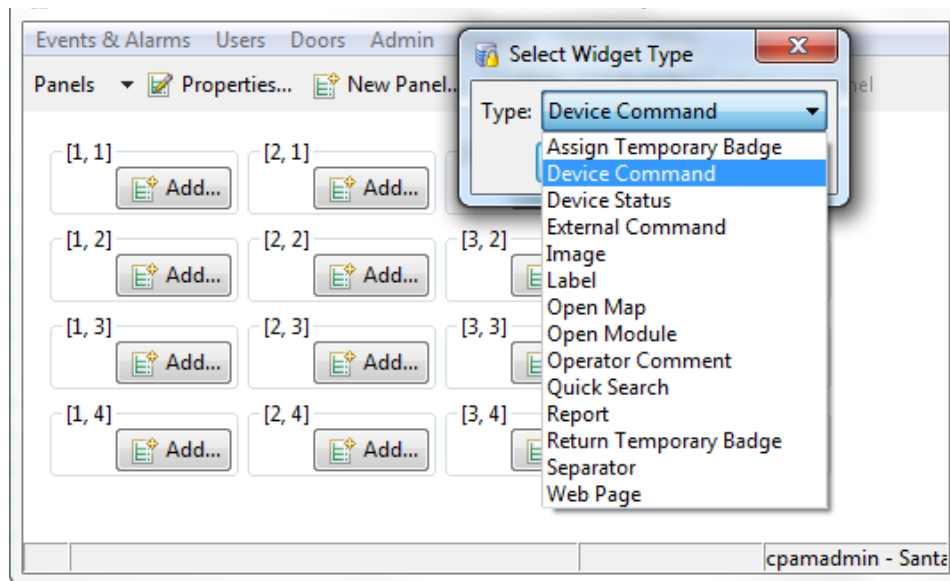 Events & Alarms Users Doors Admin
Select Widget Type
Panels Properties... New Panel...
Type: Device Command
Assign Temporary Badge
Device Command
Device Status
External Command
Image
Label
Open Map
Open Module
Operator Comment
Quick Search
Report
Return Temporary Badge
Separator
Web Page
[1, 1] [2, 1]
Add... Add...
[1, 2] [2, 2] [3, 2]
Add... Add...
[1, 3] [2, 3] [3, 3]
Add... Add...
[1, 4] [2, 4] [3, 4]
Add... Add...
cpamadmin - Santa